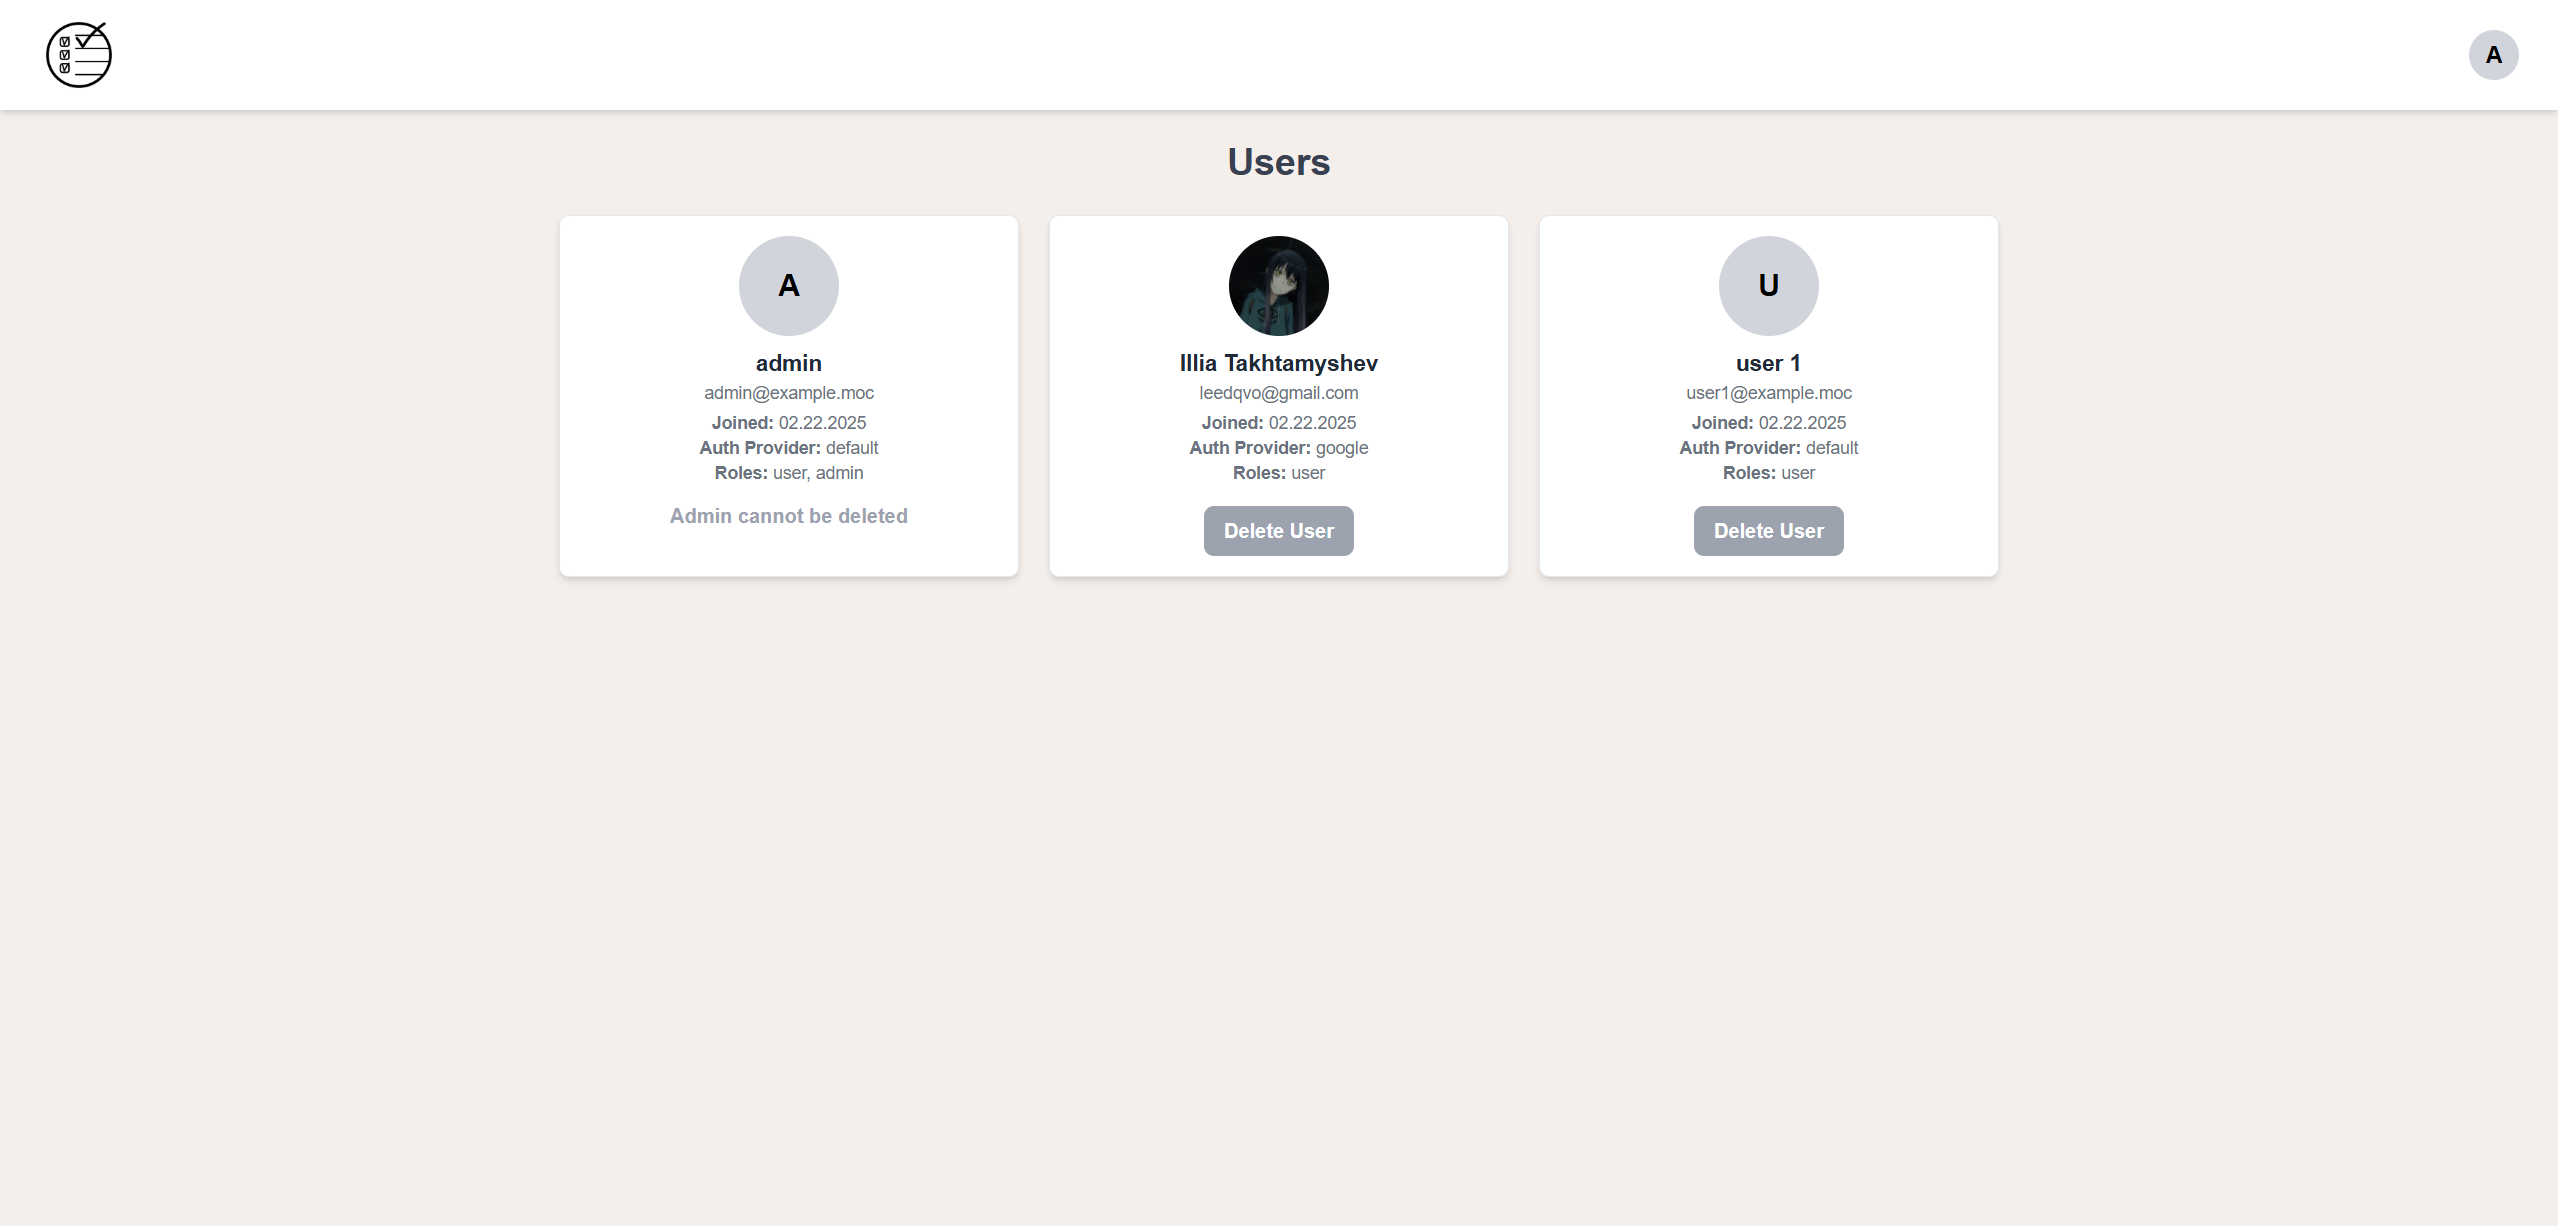 A
Users
A
admin
admin@example.moc
Joined: 02.22.2025
Auth Provider: default
Roles: user, admin
Admin cannot be deleted
Illia Takhtamyshev
leedqvo@gmail.com
Joined: 02.22.2025
Auth Provider: google
Roles: user
Delete User
U
user 1
user1@example.moc
Joined: 02.22.2025
Auth Provider: default
Roles: user
Delete User